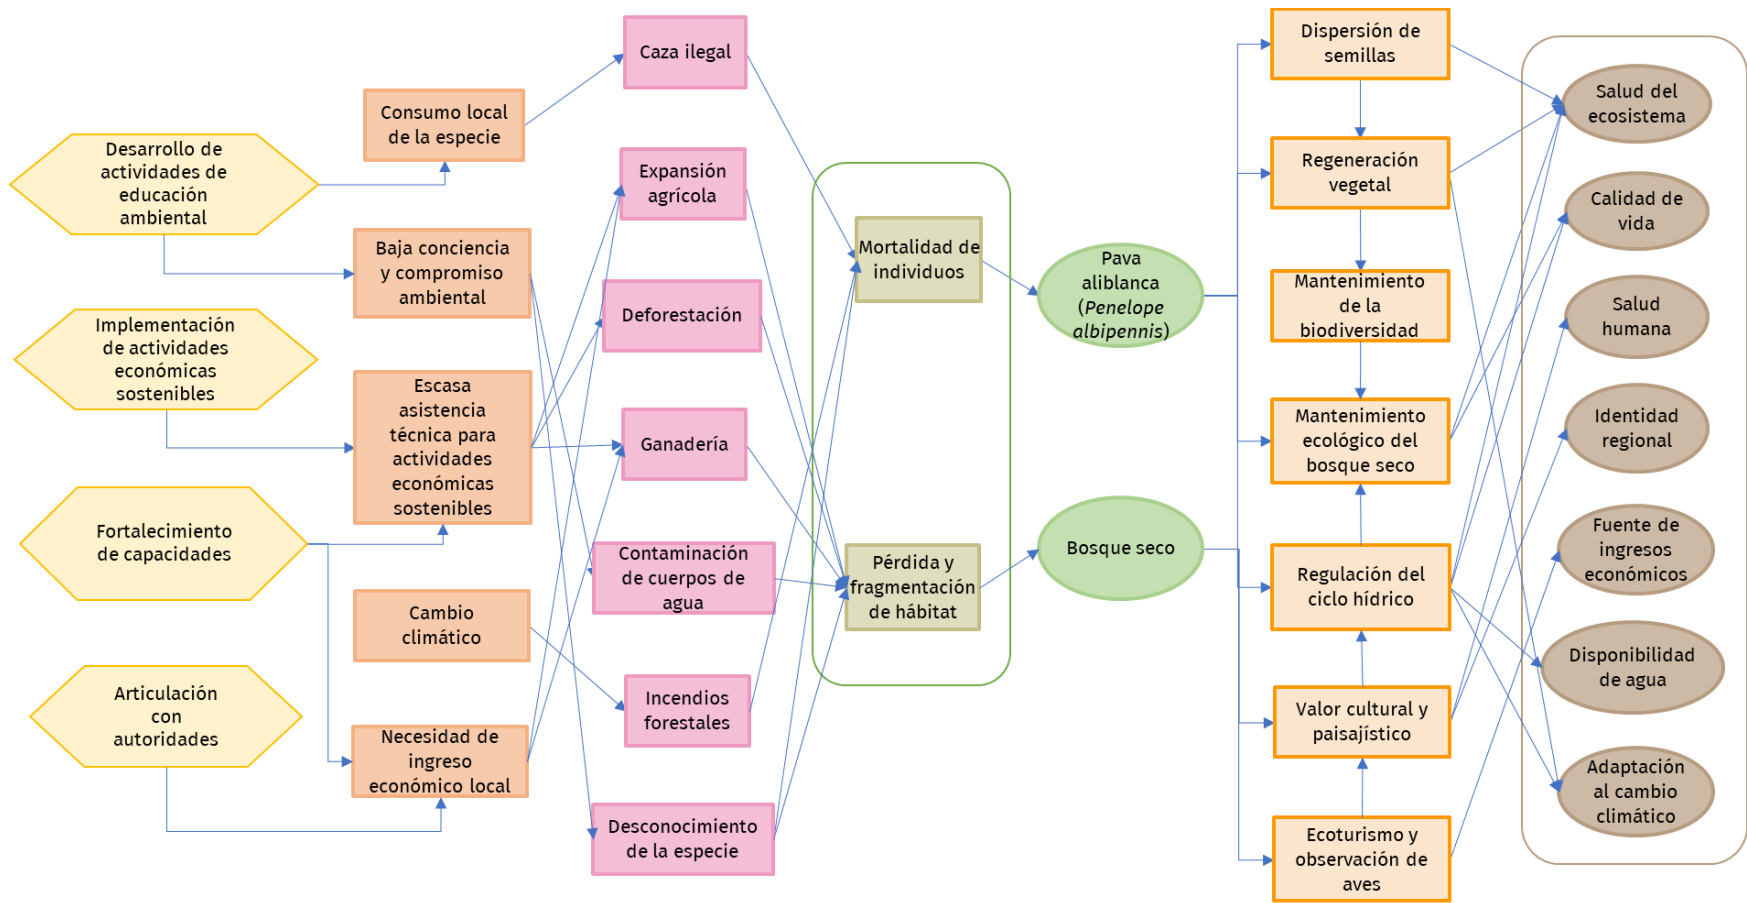 Desarrollo de
actividades de
educación
ambiental
Implementación
de actividades
económicas
sostenibles
Fortalecimiento
de capacidades
Articulación
con
autoridades
Consumo local
de la especie
Baja conciencia
y compromiso
ambiental
Escasa
asistencia
técnica para
actividades
económicas
sostenibles
Cambio
climático
Necesidad de
ingreso
económico local
Caza ilegal
Expansión
agrícola
Deforestación
Ganadería
Contaminación
de cuerpos de
agua
Incendios
forestales
Desconocimiento
de la especie
Mortalidad de
individuos
Pérdida y
fragmentación
de hábitat
Pava
aliblanca
(Penelope
albipennis)
Bosque seco
Dispersión de
semillas
Regeneración
vegetal
Mantenimiento
de la
biodiversidad
Mantenimiento
ecológico del
bosque seco
Regulación del
ciclo hídrico
Valor cultural y
paisajístico
Ecoturismo y
observación de
aves
Salud del
ecosistema
Calidad de
vida
Salud
humana
Identidad
regional
Fuente de
ingresos
económicos
Disponibilidad
de agua
Adaptación
al cambio
climático